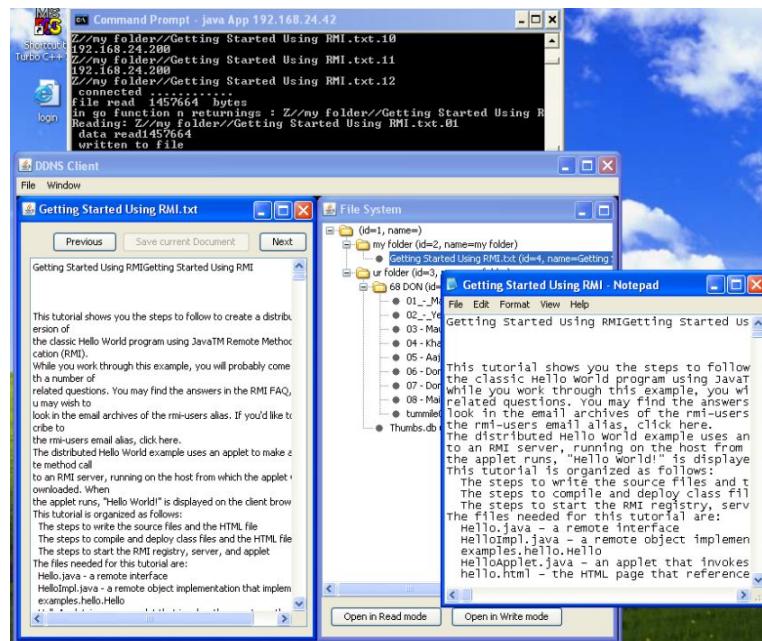 Command Prompt - java App 192.168.24.42
Z//my folder//Getting Started Using RMI.txt.10
192.168.24.200
Z//my folder//Getting Started Using RMI.txt.11
192.168.24.200
Z//my folder//Getting Started Using RMI.txt.12
connected ............
file read 1457664 bytes
in go function n returnings : Z//my folder//Getting Started Using R
Reading: Z//my folder//Getting Started Using RMI.txt.01
data read1457664
written to file
Shortcut
Turbo C++
login
DDNS Client
File Window
Getting Started Using RMI.txt
Previous Save current Document Next
Getting Started Using RMIGetting Started Using RMI
This tutorial shows you the steps to follow to create a distribu
ersion of
the classic Hello World program using JavaTM Remote Method
cation (RMI).
While you work through this example, you will probably come
th a number of
related questions. You may find the answers in the RMI FAQ,
u may wish to
look in the email archives of the rmi-users alias. If you'd like to
cribe to
the rmi-users email alias, click here.
The distributed Hello World example uses an applet to make a
te method call
to an RMI server, running on the host from which the applet
ownloaded. When
the applet runs, "Hello World!" is displayed on the client brow
This tutorial is organized as follows:
The steps to write the source files and the HTML file
The steps to compile and deploy class files and the HTML file
The steps to start the RMI registry, server, and applet
The files needed for this tutorial are:
Hello.java - a remote interface
HelloImpl.java - a remote object implementation that implem
examples.hello.Hello
File System
(id=1, name=)
my folder (id=2, name=my folder)
Getting Started Using RMI.txt (id=4, name=Getting S
ur folder (id=3,
68 DON (id=
01_-_Ma
02_-_Ye
03 - Mau
04 - Kha
05 - Aaj
06 - Don
07 - Don
08 - Mai
tummile
Thumbs.db
Open in Read mode Open in Write mode
Getting Started Using RMI - Notepad
File Edit Format View Help
Getting Started Using RMIGetting Started Us
This tutorial shows you the steps to follow
the classic Hello World program using JavaT
While you work through this example, you wi
related questions. You may find the answers
look in the email archives of the rmi-users
the rmi-users email alias, click here.
The distributed Hello World example uses an
to an RMI server, running on the host from
the applet runs, "Hello World!" is displaye
This tutorial is organized as follows:
The steps to write the source files and t
The steps to compile and deploy class fil
The steps to start the RMI registry, serv
The files needed for this tutorial are:
Hello.java - a remote interface
HelloImpl.java - a remote object implemen
examples.hello.Hello
HelloApplet.java - an applet that invokes
hello.html - the HTML page that reference